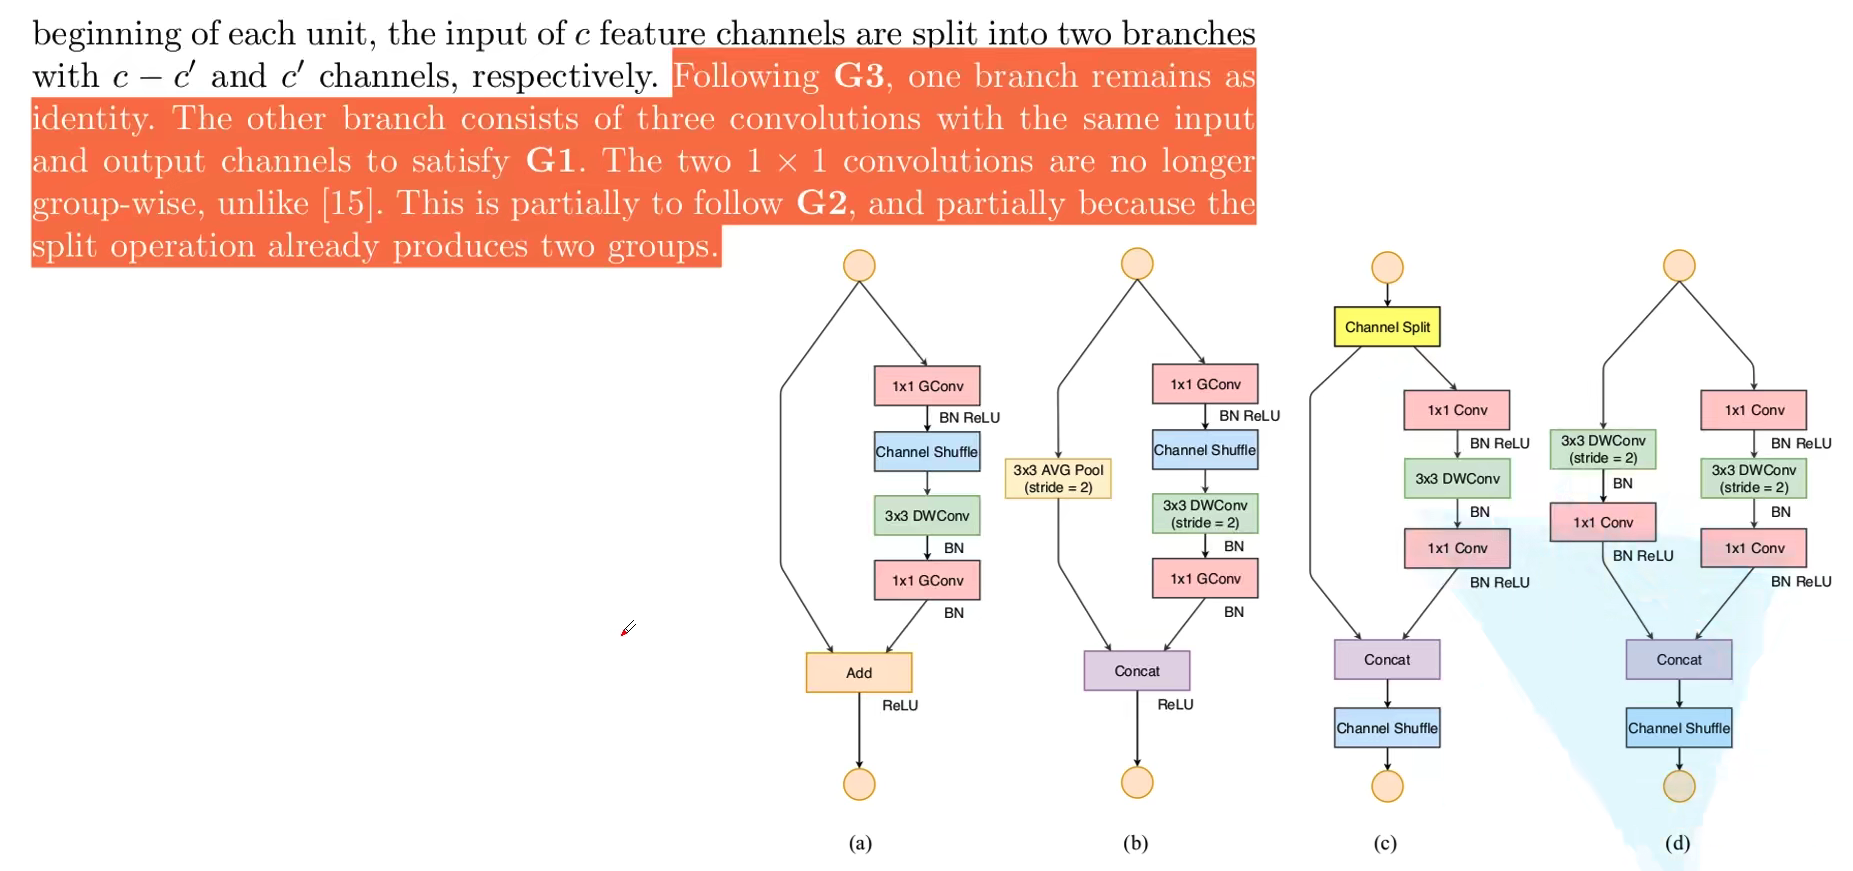 beginning of each unit, the input of c feature channels are split into two branches
with c − c′ and c′ channels, respectively. Following G3, one branch remains as
identity. The other branch consists of three convolutions with the same input
and output channels to satisfy G1. The two 1 × 1 convolutions are no longer
group-wise, unlike [15]. This is partially to follow G2, and partially because the
split operation already produces two groups.
1x1 GConv
BN ReLU
Channel Shuffle
3x3 DWConv
BN
1x1 GConv
BN
Add
ReLU
(a)
3x3 AVG Pool
(stride = 2)
1x1 GConv
BN ReLU
Channel Shuffle
3x3 DWConv
(stride = 2)
BN
1x1 GConv
BN
Concat
ReLU
(b)
Channel Split
1x1 Conv
BN ReLU
3x3 DWConv
BN
1x1 Conv
BN ReLU
Concat
Channel Shuffle
(c)
3x3 DWConv
(stride = 2)
BN
1x1 Conv
BN ReLU
1x1 Conv
BN ReLU
3x3 DWConv
(stride = 2)
BN
1x1 Conv
BN ReLU
Concat
Channel Shuffle
(d)